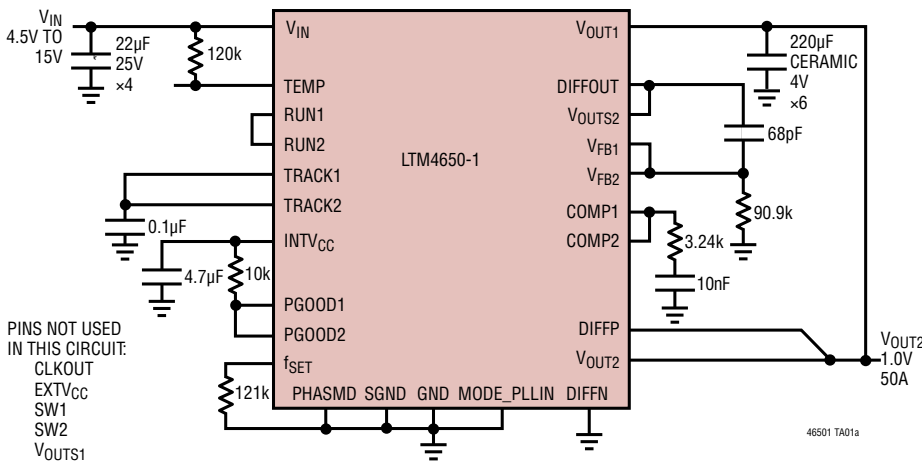 VIN
4.5V TO
15V
22µF
25V
×4
120k
VIN
TEMP
RUN1
RUN2
TRACK1
TRACK2
0.1µF
INTVCC
4.7µF
10k
PGOOD1
PGOOD2
fSET
121k
PHASMD
SGND
GND
MODE_PLLIN
DIFFN
LTM4650-1
VOUT1
DIFFOUT
VOUTS2
VFB1
VFB2
COMP1
COMP2
DIFFP
VOUT2
220µF
CERAMIC
4V
×6
68pF
90.9k
3.24k
10nF
VOUT2
1.0V
50A
PINS NOT USED
IN THIS CIRCUIT:
CLKOUT
EXTVCC
SW1
SW2
VOUTS1
46501 TA01a